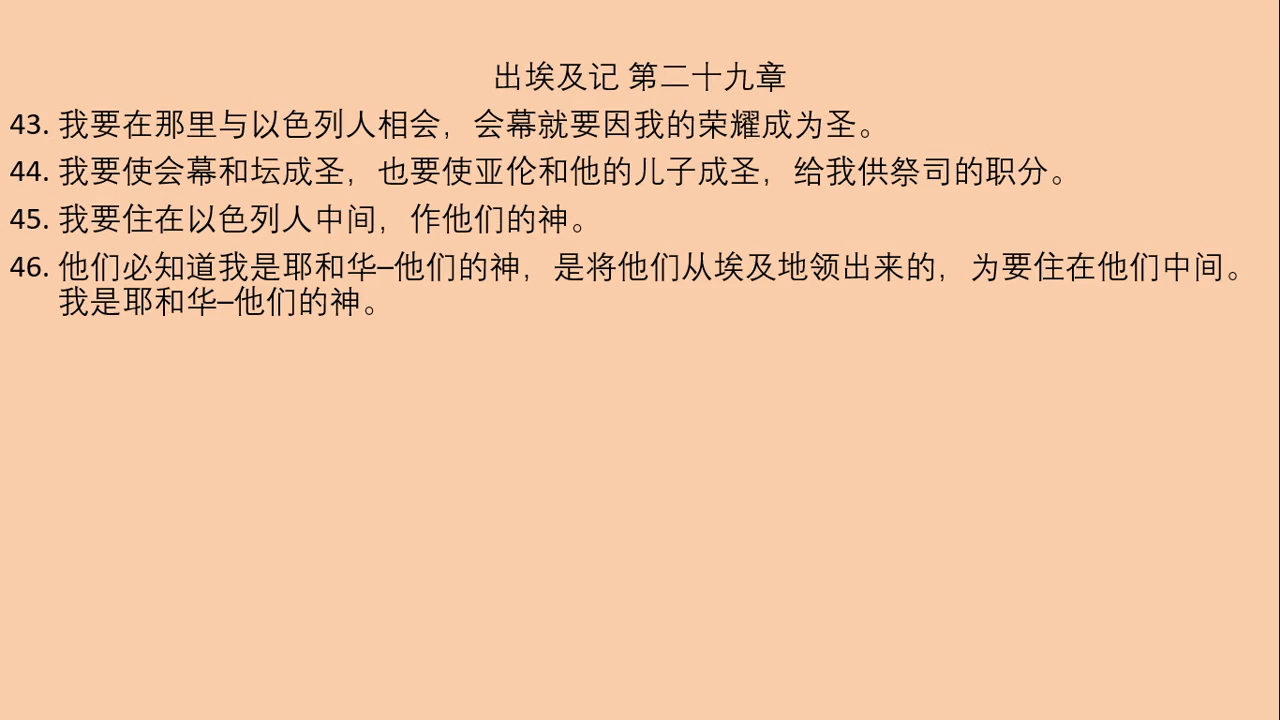 出埃及记 第二十九章
43. 我要在那里与以色列人相会，会幕就要因我的荣耀成为圣。
44. 我要使会幕和坛成圣，也要使亚伦和他的儿子成圣，给我供祭司的职分。
45. 我要住在以色列人中间，作他们的神。
46. 他们必知道我是耶和华─他们的神，是将他们从埃及地领出来的，为要住在他们中间。
我是耶和华─他们的神。